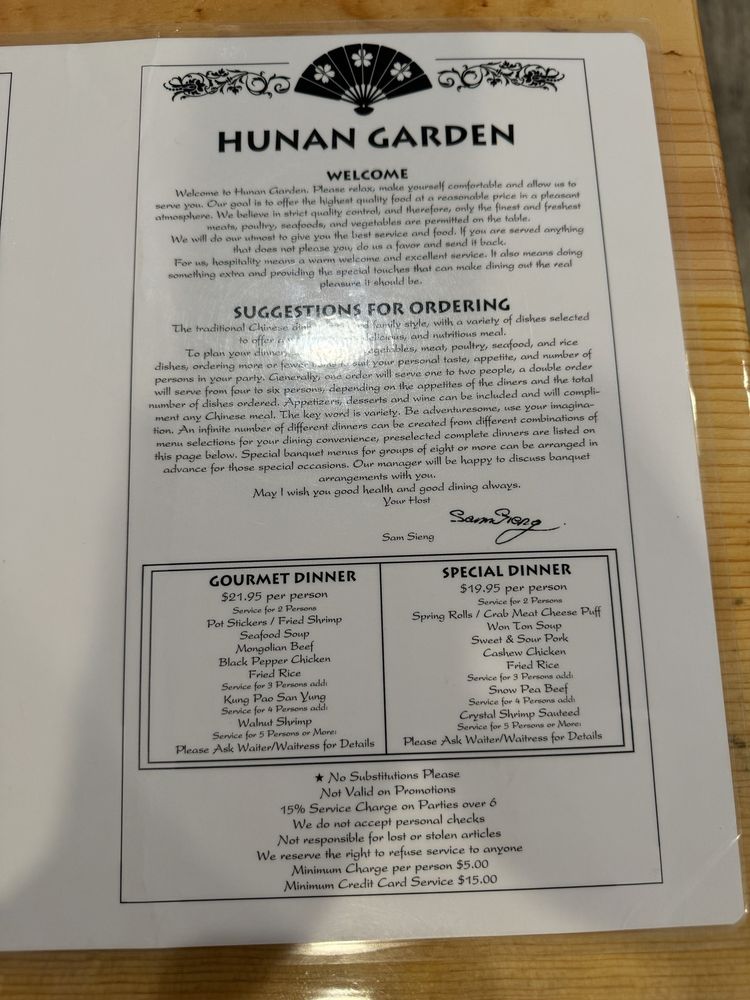 HUNAN GARDEN
WELCOME
Welcome to Hunan Garden. Please relax, make yourself comfortable and allow us to
serve you. Our goal is to offer the highest quality food at a reasonable price in a pleasant
atmosphere. We believe in strict quality control, and therefore, only the finest and freshest
meats, poultry, seafoods, and vegetables are permitted on the table.
We will do our utmost to give you the best service and food. If you are served anything
that does not please you, do us a favor and send it back.
For us, hospitality means a warm welcome and excellent service. It also means doing
something extra and providing the special touches that can make dining out the real
pleasure it should be.
SUGGESTIONS FOR ORDERING
The traditional Chinese family style, with a variety of dishes selected
to offer delicious, and nutritious meal.
To plan your dinner, vegetables, meat, poultry, seafood, and rice
dishes, ordering more or fewer suit your personal taste, appetite, and number of
persons in your party. Generally, one order will serve one to two people, a double order
will serve from four to six persons, depending on the appetites of the diners and the total
number of dishes ordered. Appetizers, desserts and wine can be included and will compli-
ment any Chinese meal. The key word is variety. Be adventuresome, use your imagina-
tion. An infinite number of different dinners can be created from different combinations of
menu selections for your dining convenience, preselected complete dinners are listed on
this page below. Special banquet menus for groups of eight or more can be arranged in
advance for those special occasions. Our manager will be happy to discuss banquet
arrangements with you.
May I wish you good health and good dining always.
Your Host
Sam Sieng
Sam Sieng
GOURMET DINNER
$21.95 per person
Service for 2 Persons
Pot Stickers / Fried Shrimp
Seafood Soup
Mongolian Beef
Black Pepper Chicken
Fried Rice
Service for 3 Persons add:
Kung Pao San Yung
Service for 4 Persons add:
Walnut Shrimp
Service for 5 Persons or More:
Please Ask Waiter/Waitress for Details
SPECIAL DINNER
$19.95 per person
Service for 2 Persons
Spring Rolls / Crab Meat Cheese Puff
Won Ton Soup
Sweet & Sour Pork
Cashew Chicken
Fried Rice
Service for 3 Persons add:
Snow Pea Beef
Service for 4 Persons add:
Crystal Shrimp Sauteed
Service for 5 Persons or More:
Please Ask Waiter/Waitress for Details
★ No Substitutions Please
Not Valid on Promotions
15% Service Charge on Parties over 6
We do not accept personal checks
Not responsible for lost or stolen articles
We reserve the right to refuse service to anyone
Minimum Charge per person $5.00
Minimum Credit Card Service $15.00